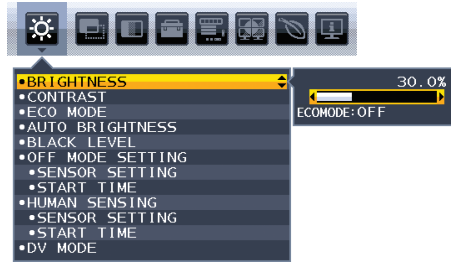 •BRIGHTNESS
30.0%
ECOMODE:OFF
•CONTRAST
•ECO MODE
•AUTO BRIGHTNESS
•BLACK LEVEL
•OFF MODE SETTING
•SENSOR SETTING
•START TIME
•HUMAN SENSING
•SENSOR SETTING
•START TIME
•DV MODE